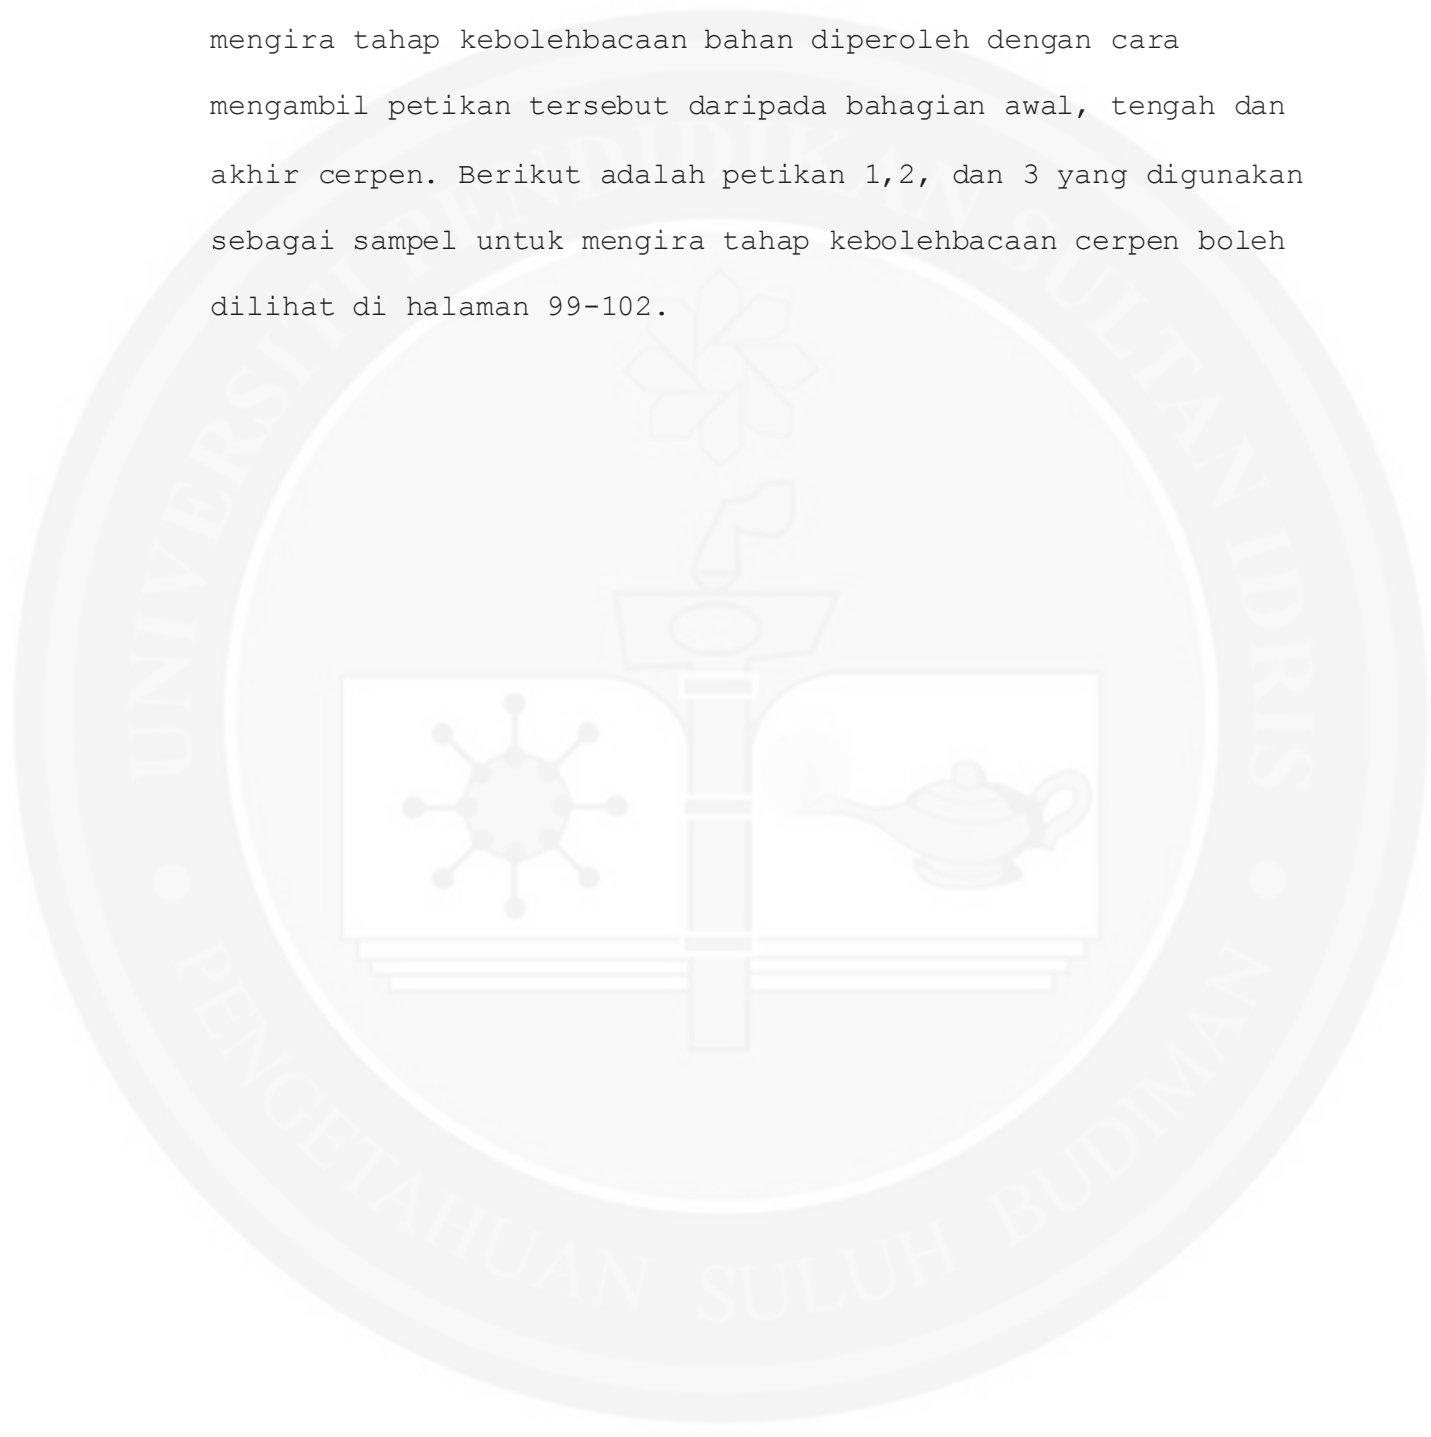 mengira tahap kebolehbacaan bahan diperoleh dengan cara
mengambil petikan tersebut daripada bahagian awal, tengah dan
akhir cerpen. Berikut adalah petikan 1,2, dan 3 yang digunakan
sebagai sampel untuk mengira tahap kebolehbacaan cerpen boleh
dilihat di halaman 99-102.
UNIVERSITI PENDIDIKAN SULTAN IDRIS
PENGETAHUAN SULUH BUDIMAN